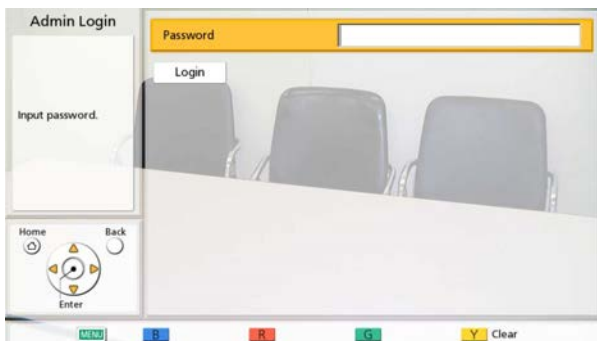 Admin Login
Password
Login
Input password.
Home Back
Enter
MENU B R G Y Clear